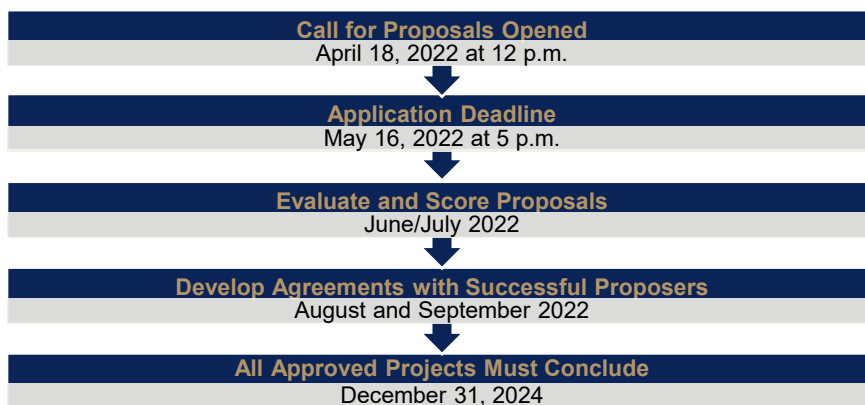 Call for Proposals Opened
April 18, 2022 at 12 p.m.
Application Deadline
May 16, 2022 at 5 p.m.
Evaluate and Score Proposals
June/July 2022
Develop Agreements with Successful Proposers
August and September 2022
All Approved Projects Must Conclude
December 31, 2024